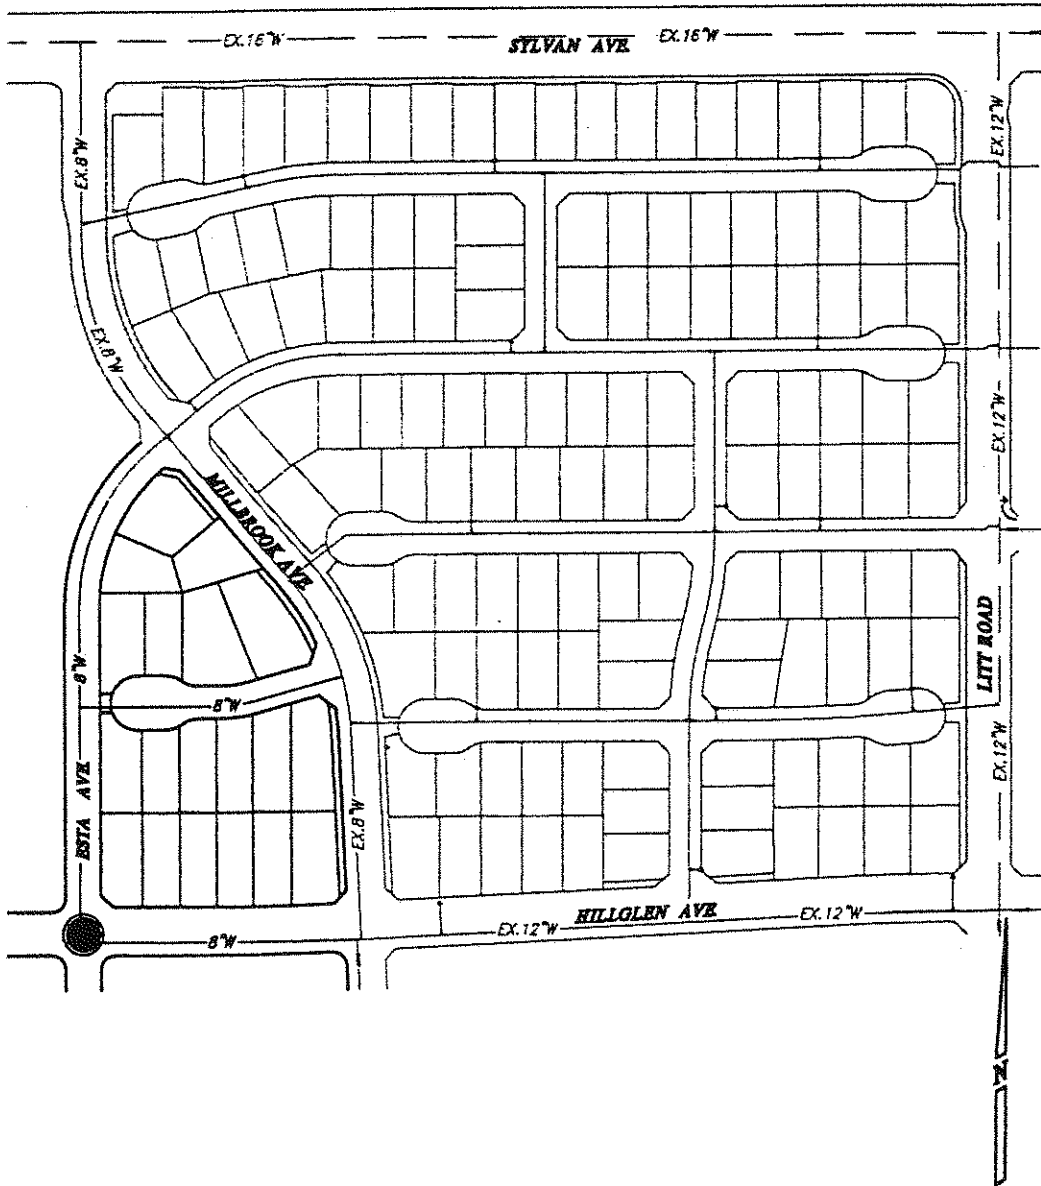 EX.16"W
SYLVAN AVE.
EX.16"W
EX.8"W
EX.12"W
EX.8"W
EX.12"W
MILLBROOK AVE.
LITT ROAD
8"W
8"W
EX.12"W
ESTA AVE.
EX.8"W
HILLGLEN AVE.
EX.12"W
EX.12"W
8"W
N